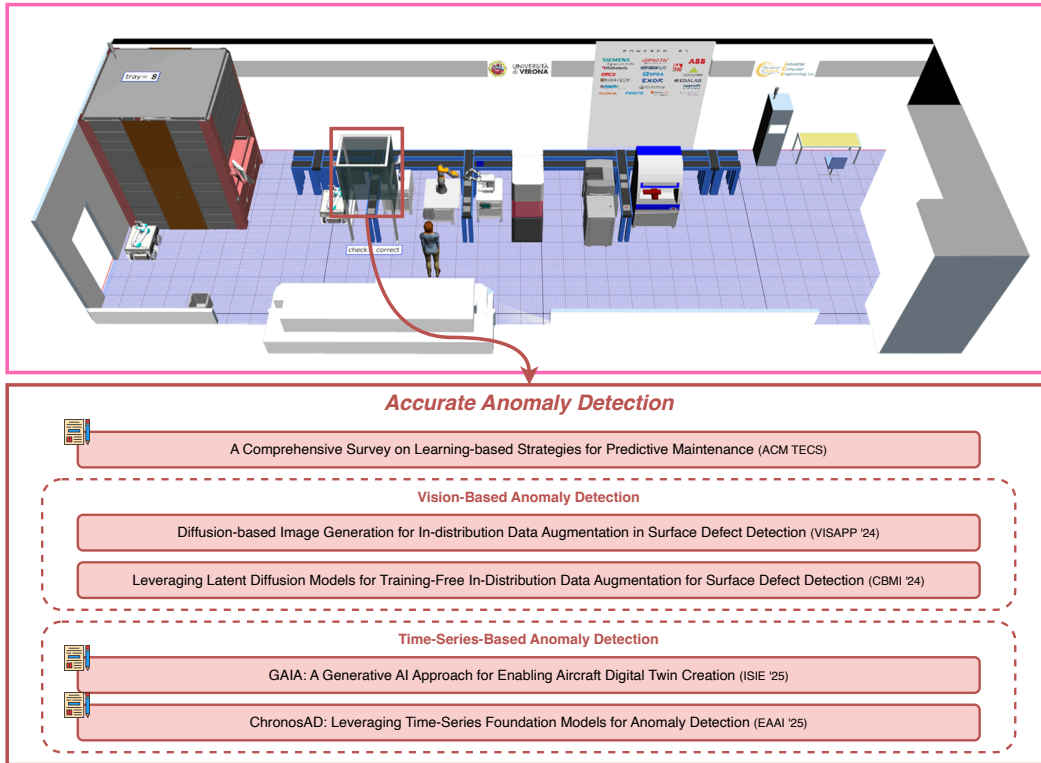 tray= 8
UNIVERSITÀ
di VERONA
POWERED BY
SIEMENS
ABB
KUKA
check correct
Accurate Anomaly Detection
A Comprehensive Survey on Learning-based Strategies for Predictive Maintenance (ACM TECS)
Vision-Based Anomaly Detection
Diffusion-based Image Generation for In-distribution Data Augmentation in Surface Defect Detection (VISAPP '24)
Leveraging Latent Diffusion Models for Training-Free In-Distribution Data Augmentation for Surface Defect Detection (CBMI '24)
Time-Series-Based Anomaly Detection
GAIA: A Generative AI Approach for Enabling Aircraft Digital Twin Creation (ISIE '25)
ChronosAD: Leveraging Time-Series Foundation Models for Anomaly Detection (EAAI '25)